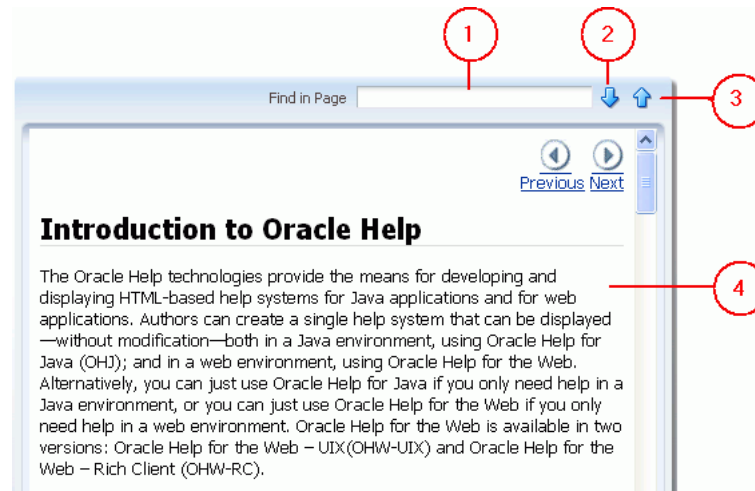 1
2
Find in Page
3
Previous Next
Introduction to Oracle Help
The Oracle Help technologies provide the means for developing and
displaying HTML-based help systems for Java applications and for web
applications. Authors can create a single help system that can be displayed
—without modification—both in a Java environment, using Oracle Help for
Java (OHJ); and in a web environment, using Oracle Help for the Web.
Alternatively, you can just use Oracle Help for Java if you only need help in a
Java environment, or you can just use Oracle Help for the Web if you only
need help in a web environment. Oracle Help for the Web is available in two
versions: Oracle Help for the Web – UIX(OHW-UIX) and Oracle Help for the
Web – Rich Client (OHW-RC).
4